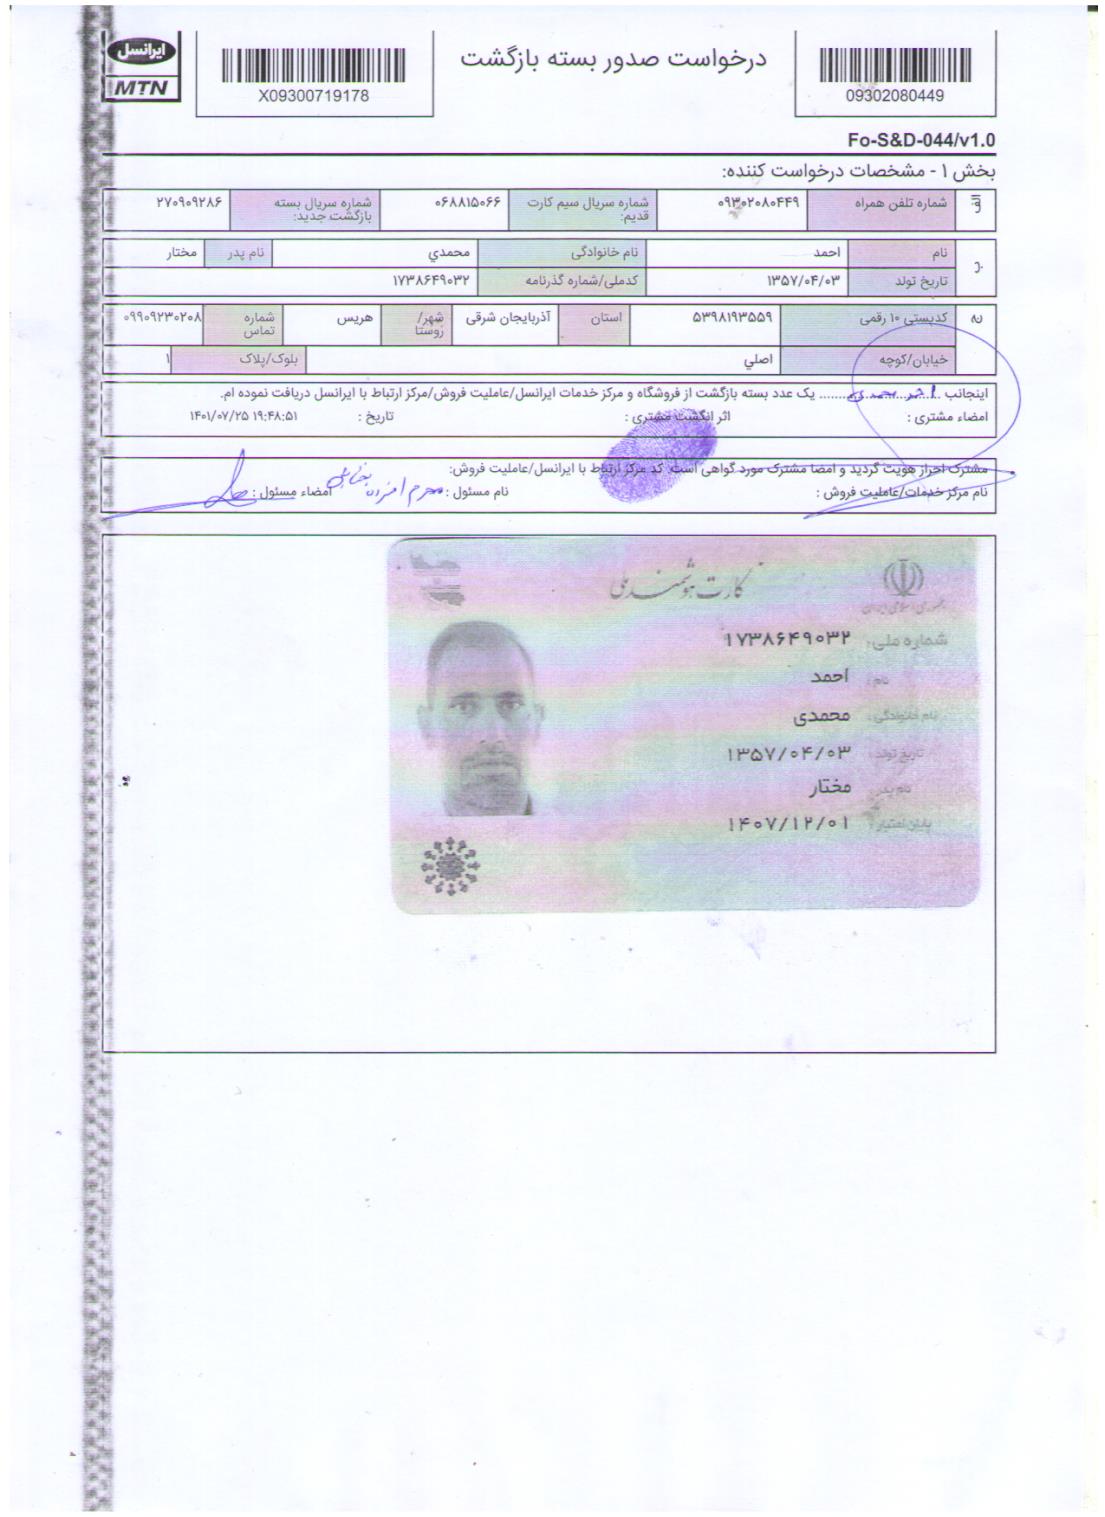 ایرانسل
MTN
X09300719178
درخواست صدور بسته بازگشت
09302080449
Fo-S&D-044/v1.0
بخش ۱ - مشخصات درخواست کننده:
الف شماره تلفن همراه ۰۹۳۰۲۰۸۰۴۴۹ شماره سریال سیم کارت قدیم: ۰۶۸۸۱۵۰۶۶ شماره سریال بسته بازگشت جدید: ۲۷۰۹۰۹۲۸۶
ب نام احمد نام خانوادگی محمدي نام پدر مختار
تاریخ تولد ۱۳۵۷/۰۴/۰۳ کدملی/شماره گذرنامه ۱۷۳۸۶۴۹۰۳۲
ج کدپستی ۱۰ رقمی ۵۳۹۸۱۹۳۵۵۹ استان آذربایجان شرقی شهر/روستا هریس شماره تماس ۰۹۹۰۹۲۳۰۲۰۸
خیابان/کوچه اصلي بلوک/پلاک ۱
اینجانب احمد محمدی یک عدد بسته بازگشت از فروشگاه و مرکز خدمات ایرانسل/عاملیت فروش/مرکز ارتباط با ایرانسل دریافت نموده ام.
امضاء مشتری : اثر انگشت مشتری : تاریخ : ۱۴۰۱/۰۷/۲۵ ۱۹:۴۸:۵۱
مشترک احراز هویت گردید و امضا مشترک مورد گواهی است. کد مرکز ارتباط با ایرانسل/عاملیت فروش:
نام مرکز خدمات/عاملیت فروش : نام مسئول : امضاء مسئول :
کارت هوشمند ملی
جمهوری اسلامی ایران
شماره ملی: ۱۷۳۸۶۴۹۰۳۲
نام: احمد
نام خانوادگی: محمدی
تاریخ تولد: ۱۳۵۷/۰۴/۰۳
نام پدر: مختار
پایان اعتبار: ۱۴۰۷/۱۲/۰۱